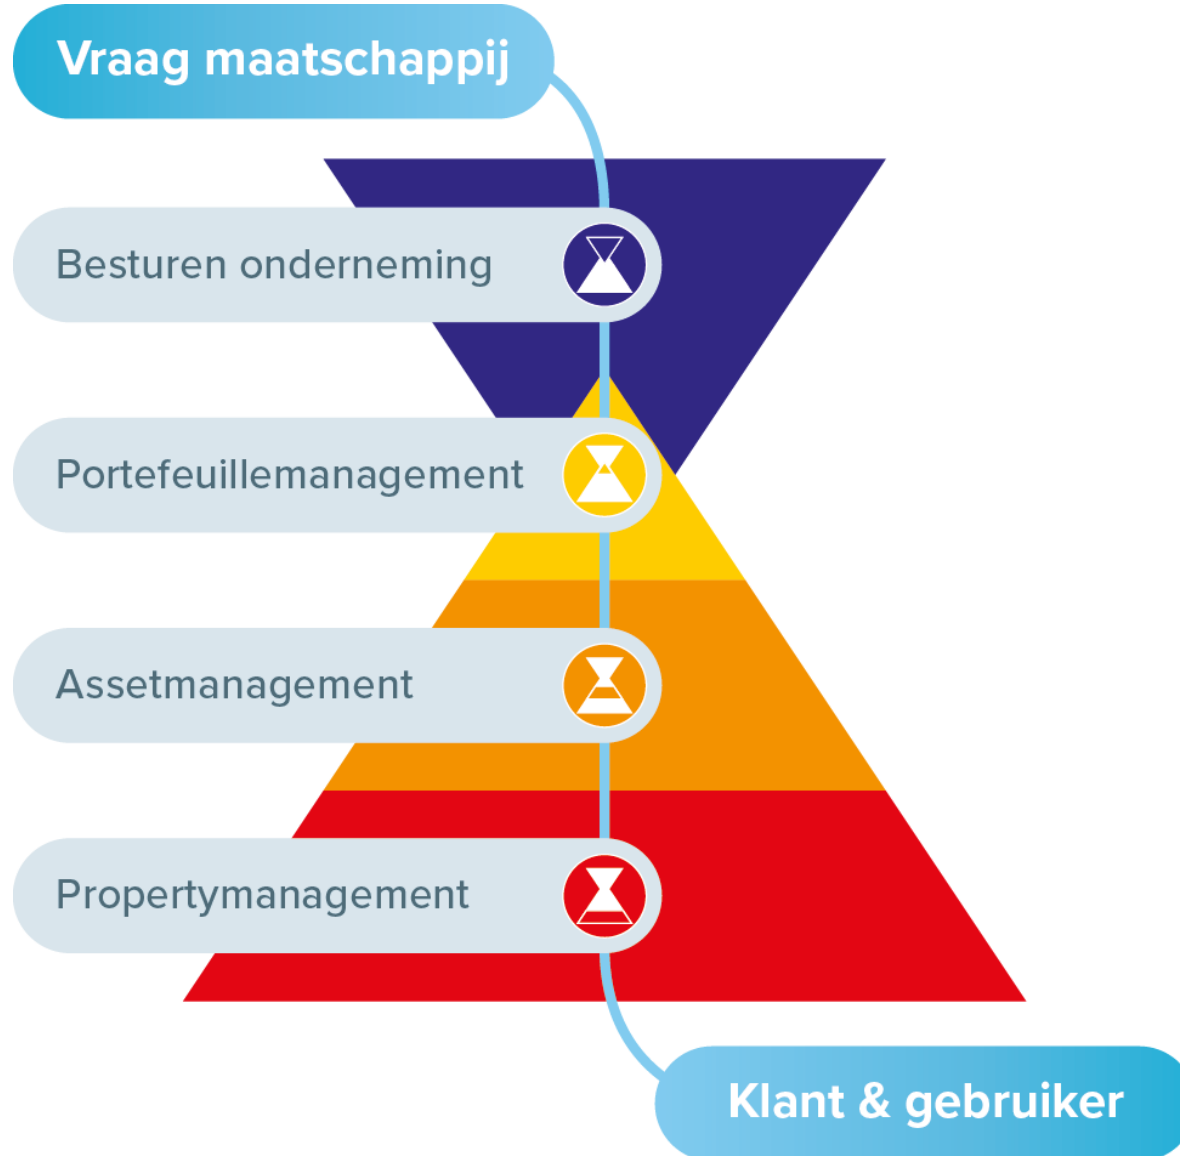 Vraag maatschappij
Besturen onderneming
Portefeuillemanagement
Assetmanagement
Propertymanagement
Klant & gebruiker